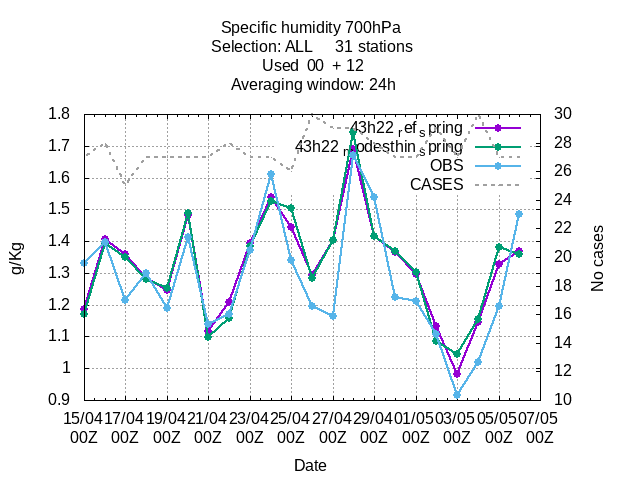 Specific humidity 700hPa
Selection: ALL 31 stations
Used 00 + 12
Averaging window: 24h
1.8 30
43h22_ref_spring
1.7 28
43h22_nodesthin_spring
OBS
1.6 26
CASES
1.5 24
1.4 22
g/Kg No cases
1.3 20
1.2 18
1.1 16
14
1 12
0.9 10
15/04 17/04 19/04 21/04 23/04 25/04 27/04 29/04 01/05 03/05 05/05 07/05
00Z 00Z 00Z 00Z 00Z 00Z 00Z 00Z 00Z 00Z 00Z 00Z
Date